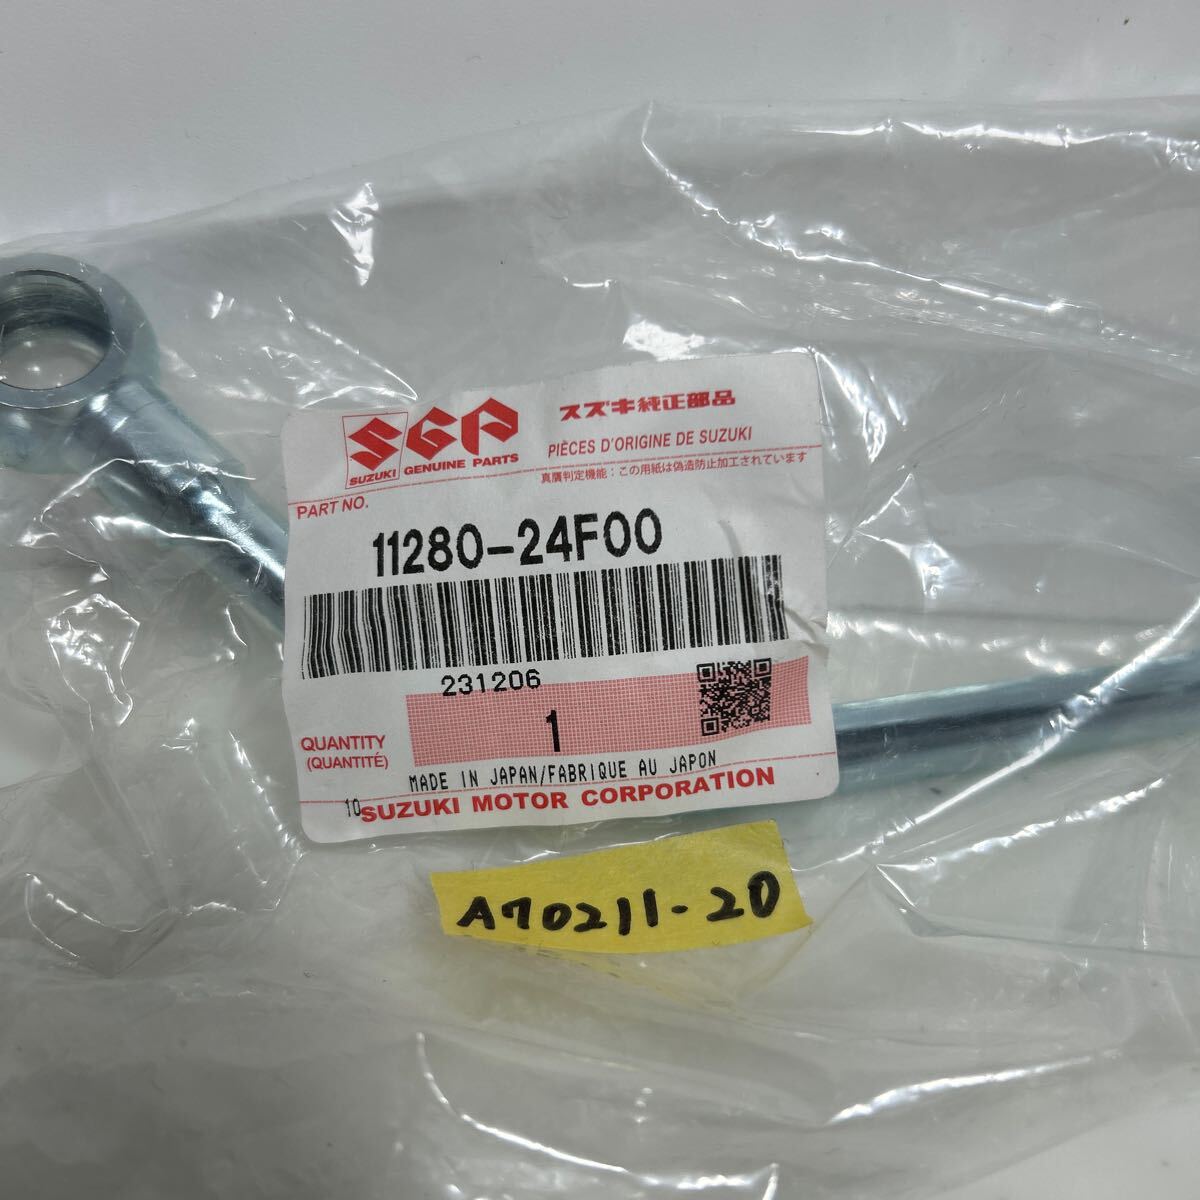 SGP スズキ純正部品
SUZUKI GENUINE PARTS PIÈCES D'ORIGINE DE SUZUKI
真贋判定機能：この用紙は偽造防止加工されています
PART NO.
11280-24F00
231206
1
QUANTITY
(QUANTITÉ)
MADE IN JAPAN/FABRIQUE AU JAPON
10 SUZUKI MOTOR CORPORATION
A70211-20